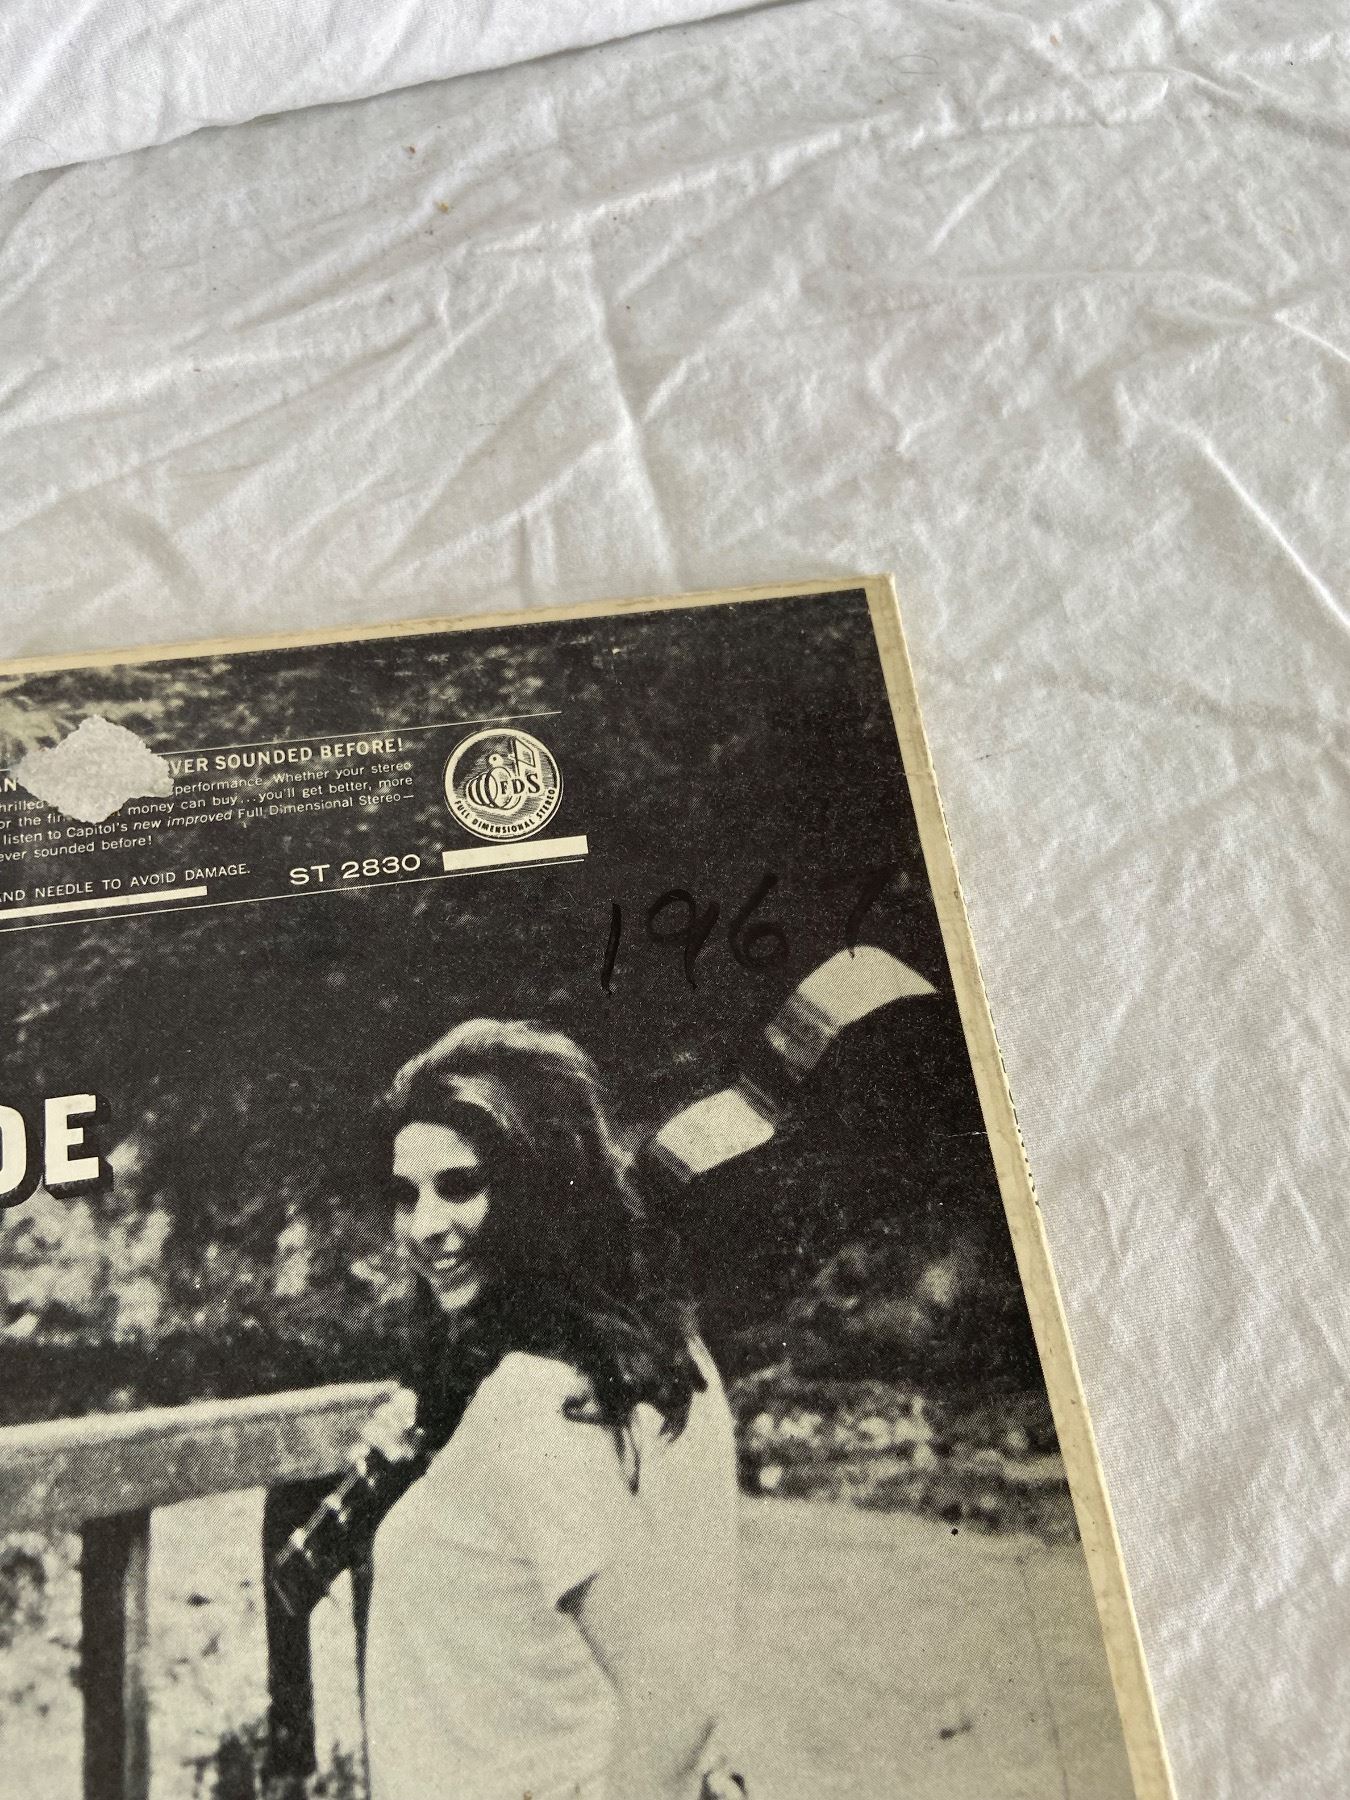 VER SOUNDED BEFORE!
performance. Whether your stereo
money can buy...you'll get better, more
listen to Capitol's new improved Full Dimensional Stereo—
ever sounded before!
AND NEEDLE TO AVOID DAMAGE.
ST 2830
FDS
FULL DIMENSIONAL STEREO
1967
DE